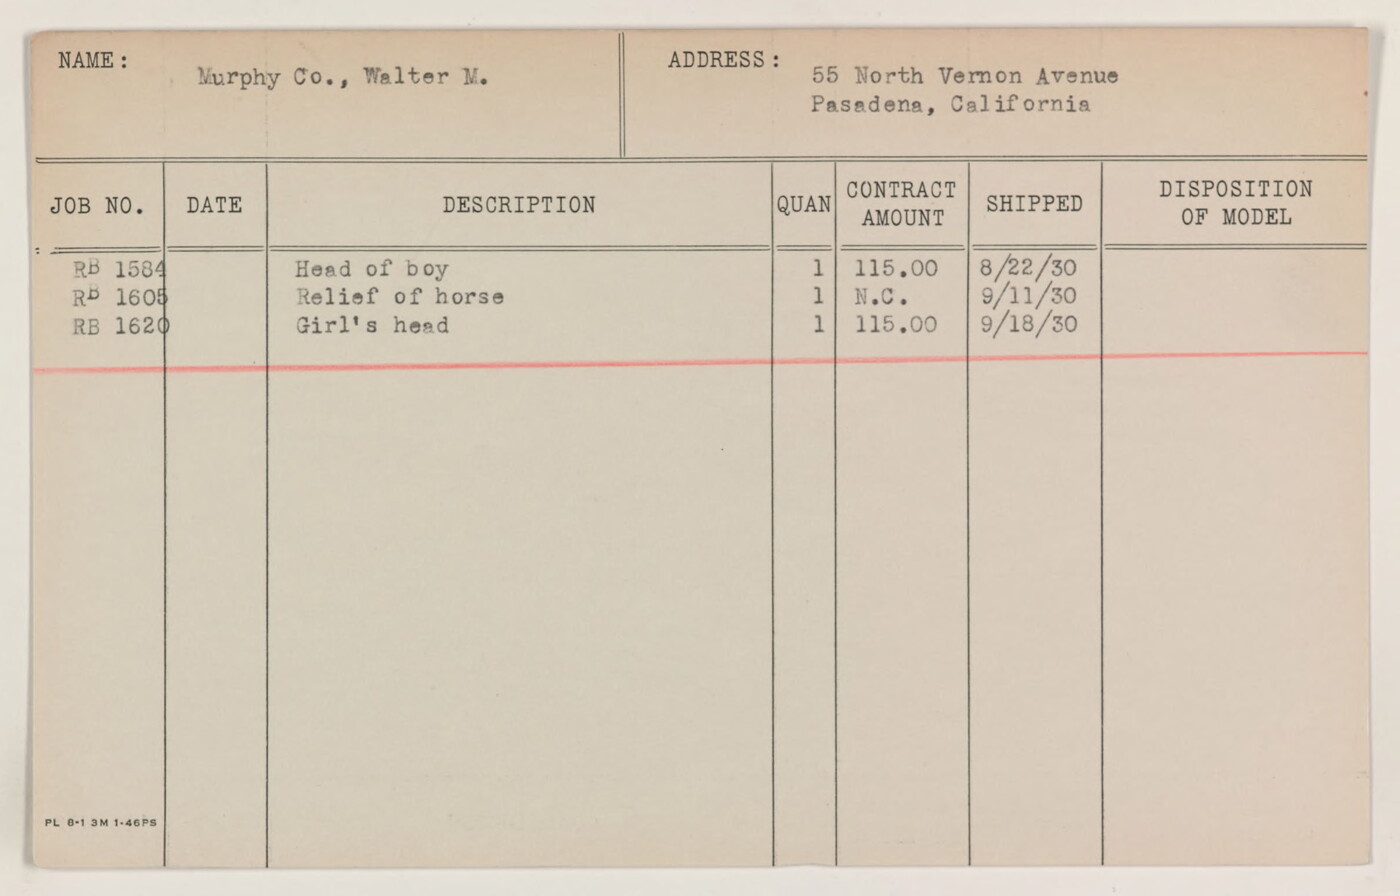 NAME: Murphy Co., Walter M. ADDRESS: 55 North Vernon Avenue
Pasadena, California
JOB NO. DATE DESCRIPTION QUAN CONTRACT AMOUNT SHIPPED DISPOSITION OF MODEL
RB 1584 Head of boy 1 115.00 8/22/30
RB 1605 Relief of horse 1 N.C. 9/11/30
RB 1620 Girl's head 1 115.00 9/18/30
PL 8-1 3M 1-46PS